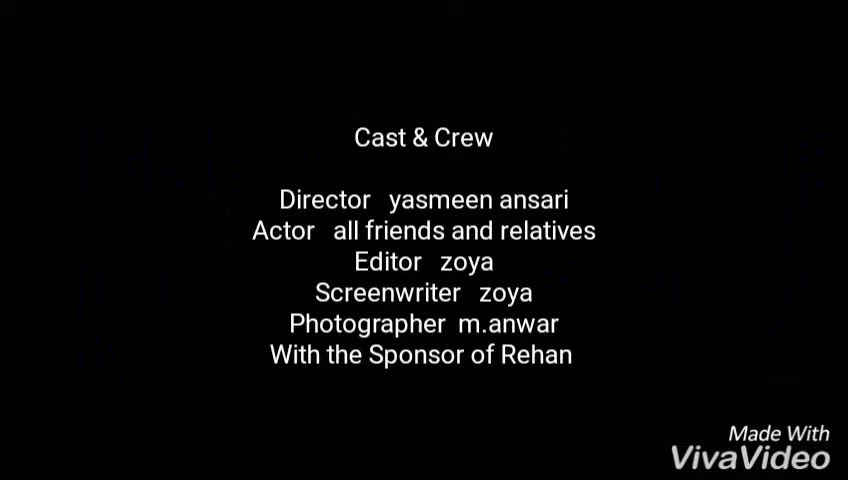 Cast & Crew
Director yasmeen ansari
Actor all friends and relatives
Editor zoya
Screenwriter zoya
Photographer m.anwar
With the Sponsor of Rehan
Made With
VivaVideo